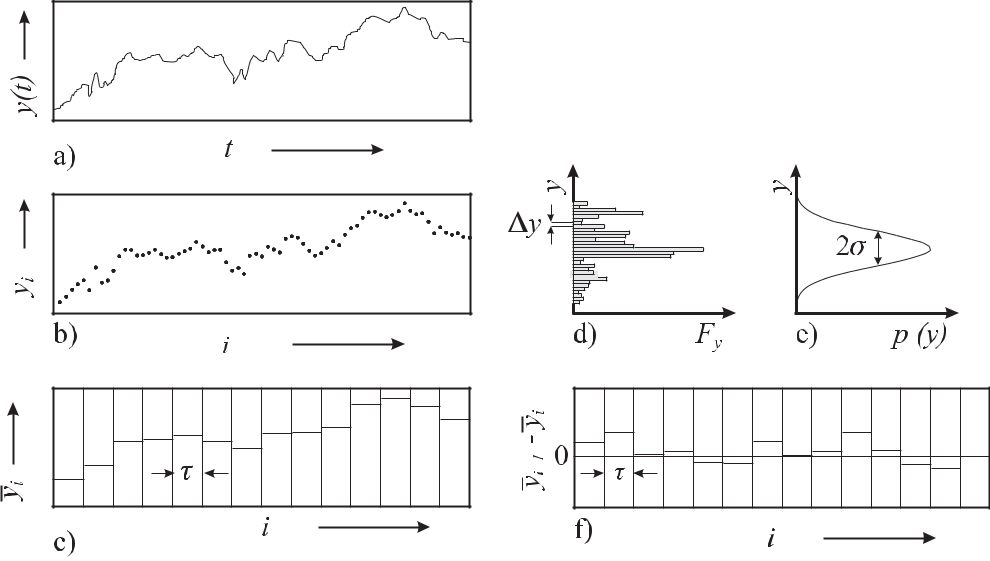 y(t)
a)
t
y_i
b)
i
Δy
y
d)
F_y
y
2σ
c)
p (y)
ȳ_i
τ
c)
i
ȳ_{i 1} - ȳ_i
0
τ
f)
i